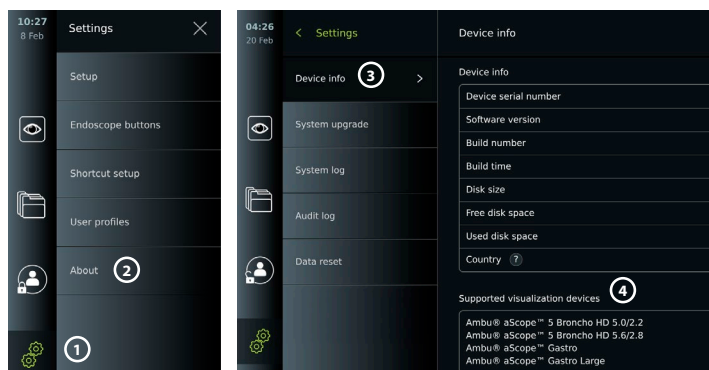 10:27
8 Feb
Settings
Setup
Endoscope buttons
Shortcut setup
User profiles
About
2
1
04:26
20 Feb
< Settings
Device info
3
>
System upgrade
System log
Audit log
Data reset
Device info
Device info
Device serial number
Software version
Build number
Build time
Disk size
Free disk space
Used disk space
Country ?
Supported visualization devices
4
Ambu® aScope™ 5 Broncho HD 5.0/2.2
Ambu® aScope™ 5 Broncho HD 5.6/2.8
Ambu® aScope™ Gastro
Ambu® aScope™ Gastro Large